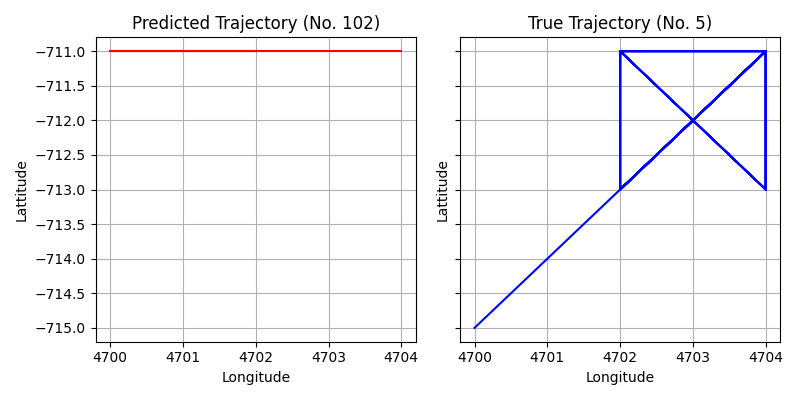 Predicted Trajectory (No. 102)
−711.0
−711.5
−712.0
−712.5
−713.0
−713.5
−714.0
−714.5
−715.0
Lattitude
4700 4701 4702 4703 4704
Longitude
True Trajectory (No. 5)
Lattitude
4700 4701 4702 4703 4704
Longitude